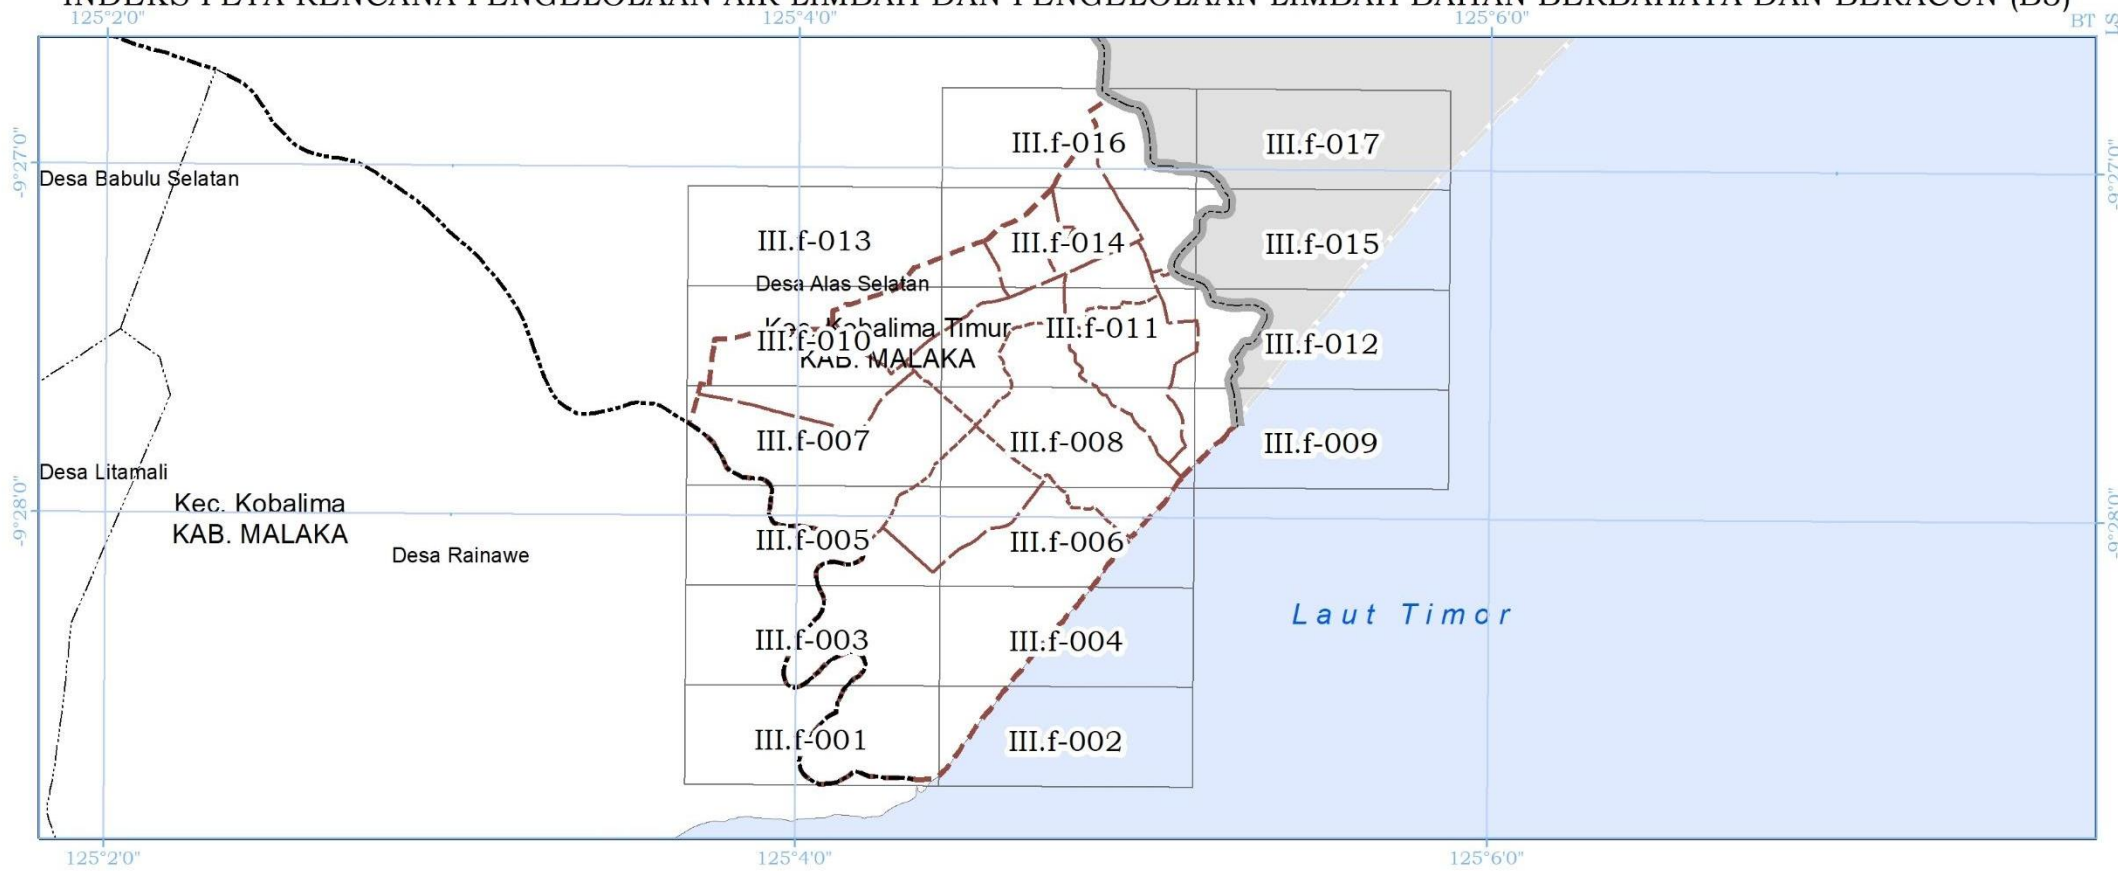 INDEKS PETA RENCANA PENGELOLAAN AIR LIMBAH DAN PENGELOLAAN LIMBAH BAHAN BERBAHAYA DAN BERACUN (B3)
125°2'0"
125°4'0"
125°6'0"
BT
LS
III.f-016
III.f-017
-9°27'0"
-9°27'0"
Desa Babulu Selatan
III.f-013
III.f-014
III.f-015
Desa Alas Selatan
Kec. Kobalima Timur
KAB. MALAKA
III.f-010
III.f-011
III.f-012
III.f-007
III.f-008
III.f-009
Desa Litamali
Kec. Kobalima
KAB. MALAKA
-9°28'0"
-9°28'0"
Desa Rainawe
III.f-005
III.f-006
Laut Timor
III.f-003
III.f-004
III.f-001
III.f-002
125°2'0"
125°4'0"
125°6'0"